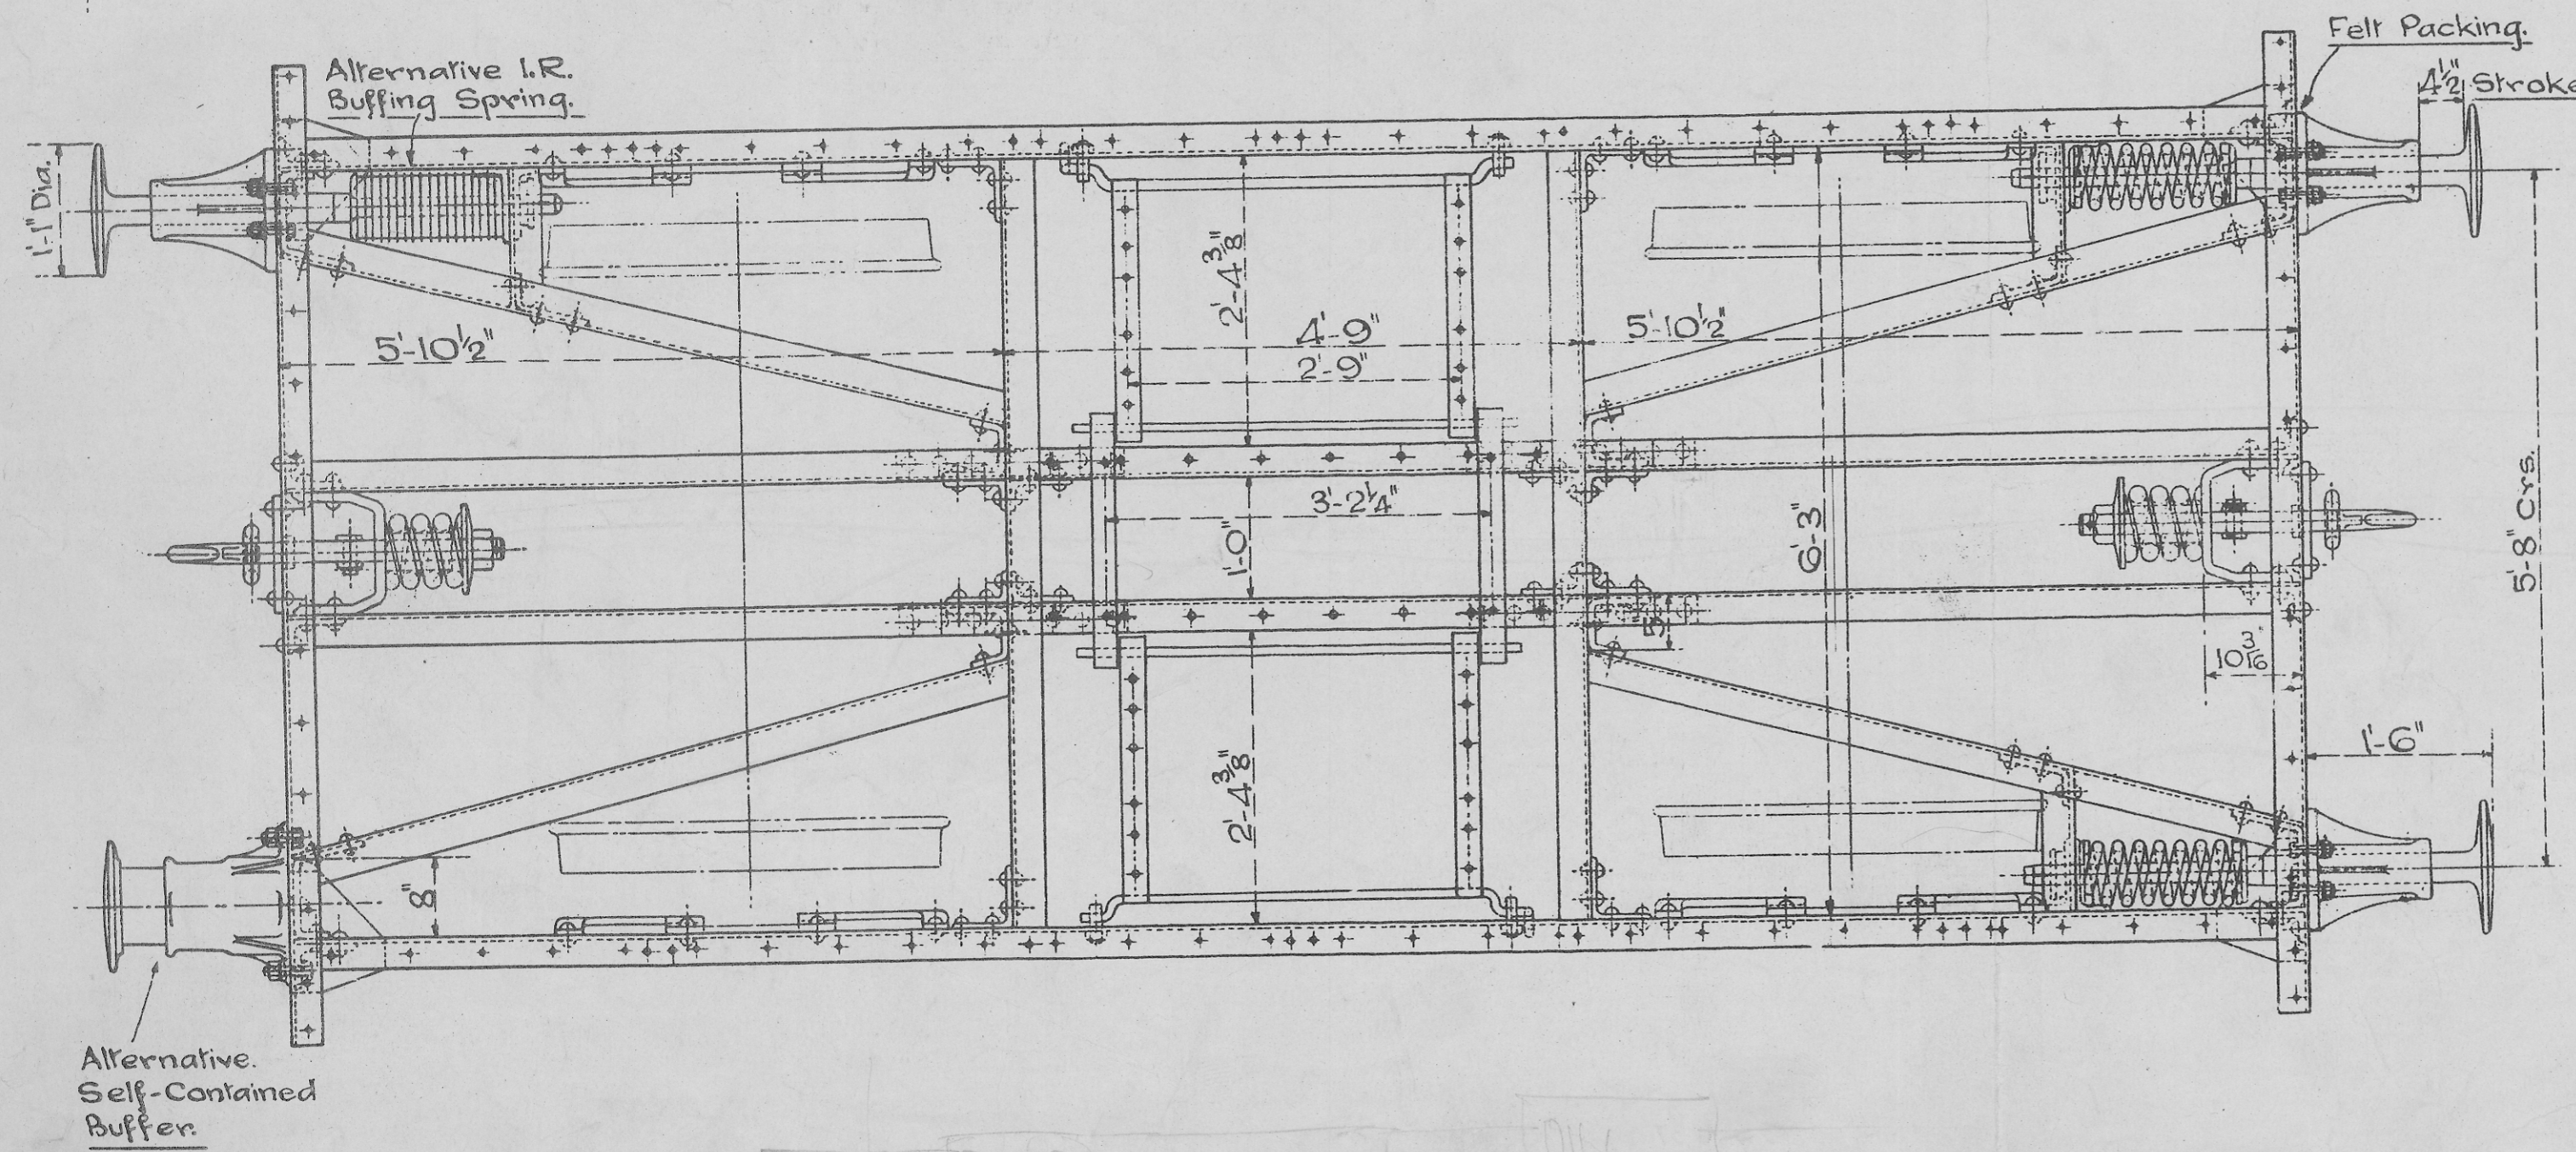 Alternative I.R.
Buffing Spring.
Felt Packing.
4½" Stroke
1'-1" Dia.
2'-4⅜"
5'-10½"
4'-9"
2'-9"
5'-10½"
3'-2¼"
1'-0"
6'-3"
5'-8" Crs.
5"
10 3/16
2'-4⅜"
1'-6"
8"
Alternative.
Self-Contained
Buffer.